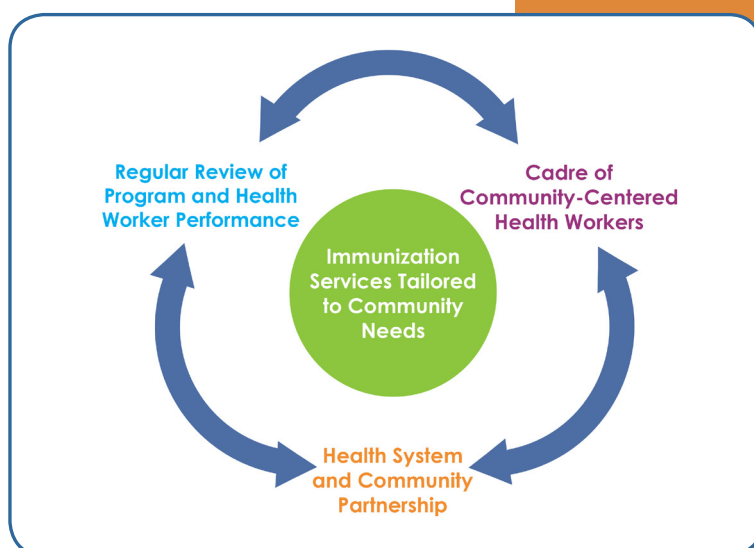 Regular Review of
Program and Health
Worker Performance
Cadre of
Community-Centered
Health Workers
Immunization
Services Tailored
to Community
Needs
Health System
and Community
Partnership